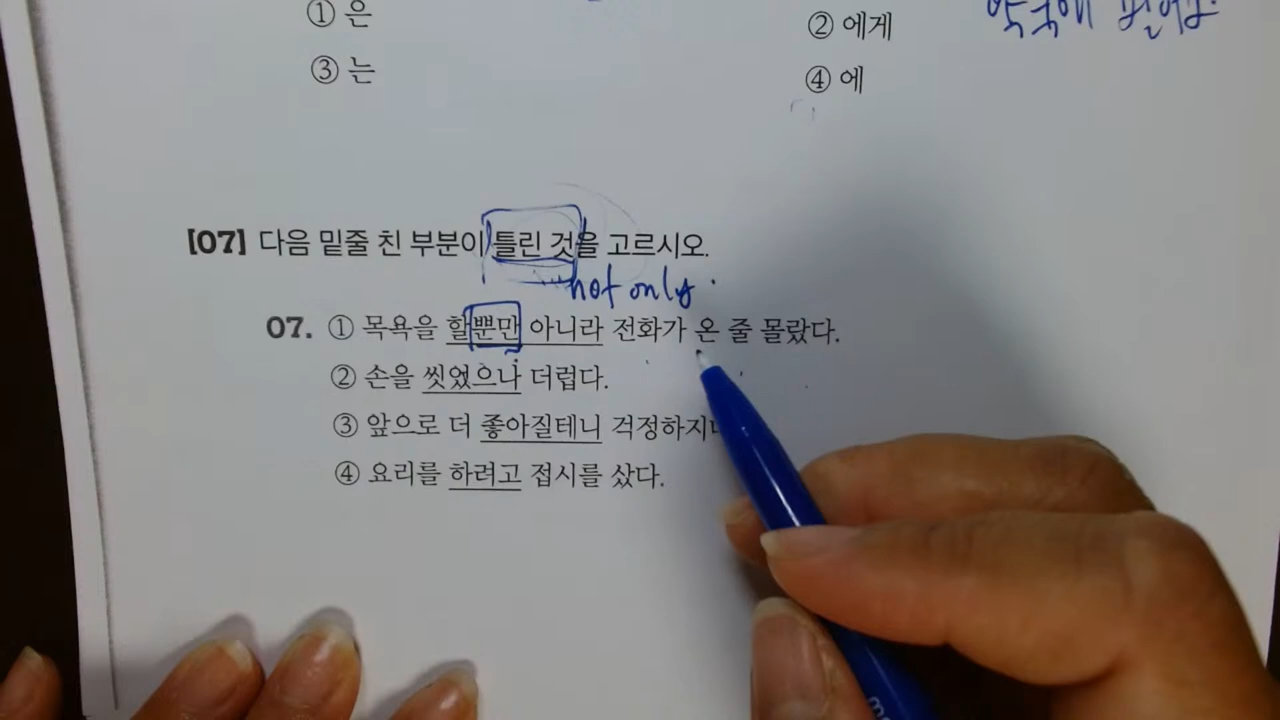 ① 은
② 에게
약국에
③ 는
④ 에
[07] 다음 밑줄 친 부분이 틀린 것을 고르시오.
not only
07. ① 목욕을 할뿐만 아니라 전화가 온 줄 몰랐다.
② 손을 씻었으나 더럽다.
③ 앞으로 더 좋아질테니 걱정하지
④ 요리를 하려고 접시를 샀다.